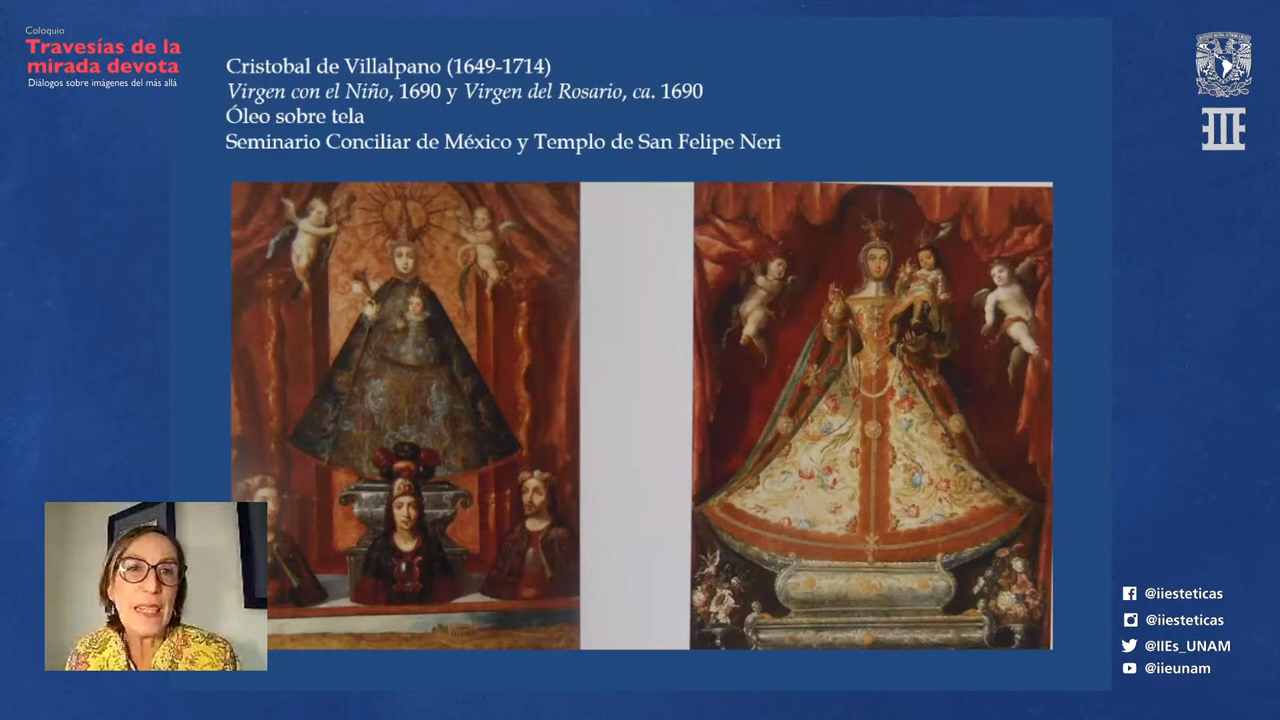 Coloquio
Travesías de la
mirada devota
Diálogos sobre imágenes del más allá
Cristobal de Villalpano (1649-1714)
Virgen con el Niño, 1690 y Virgen del Rosario, ca. 1690
Óleo sobre tela
Seminario Conciliar de México y Templo de San Felipe Neri
@iiesteticas
@iiesteticas
@IIEs_UNAM
@iieunam